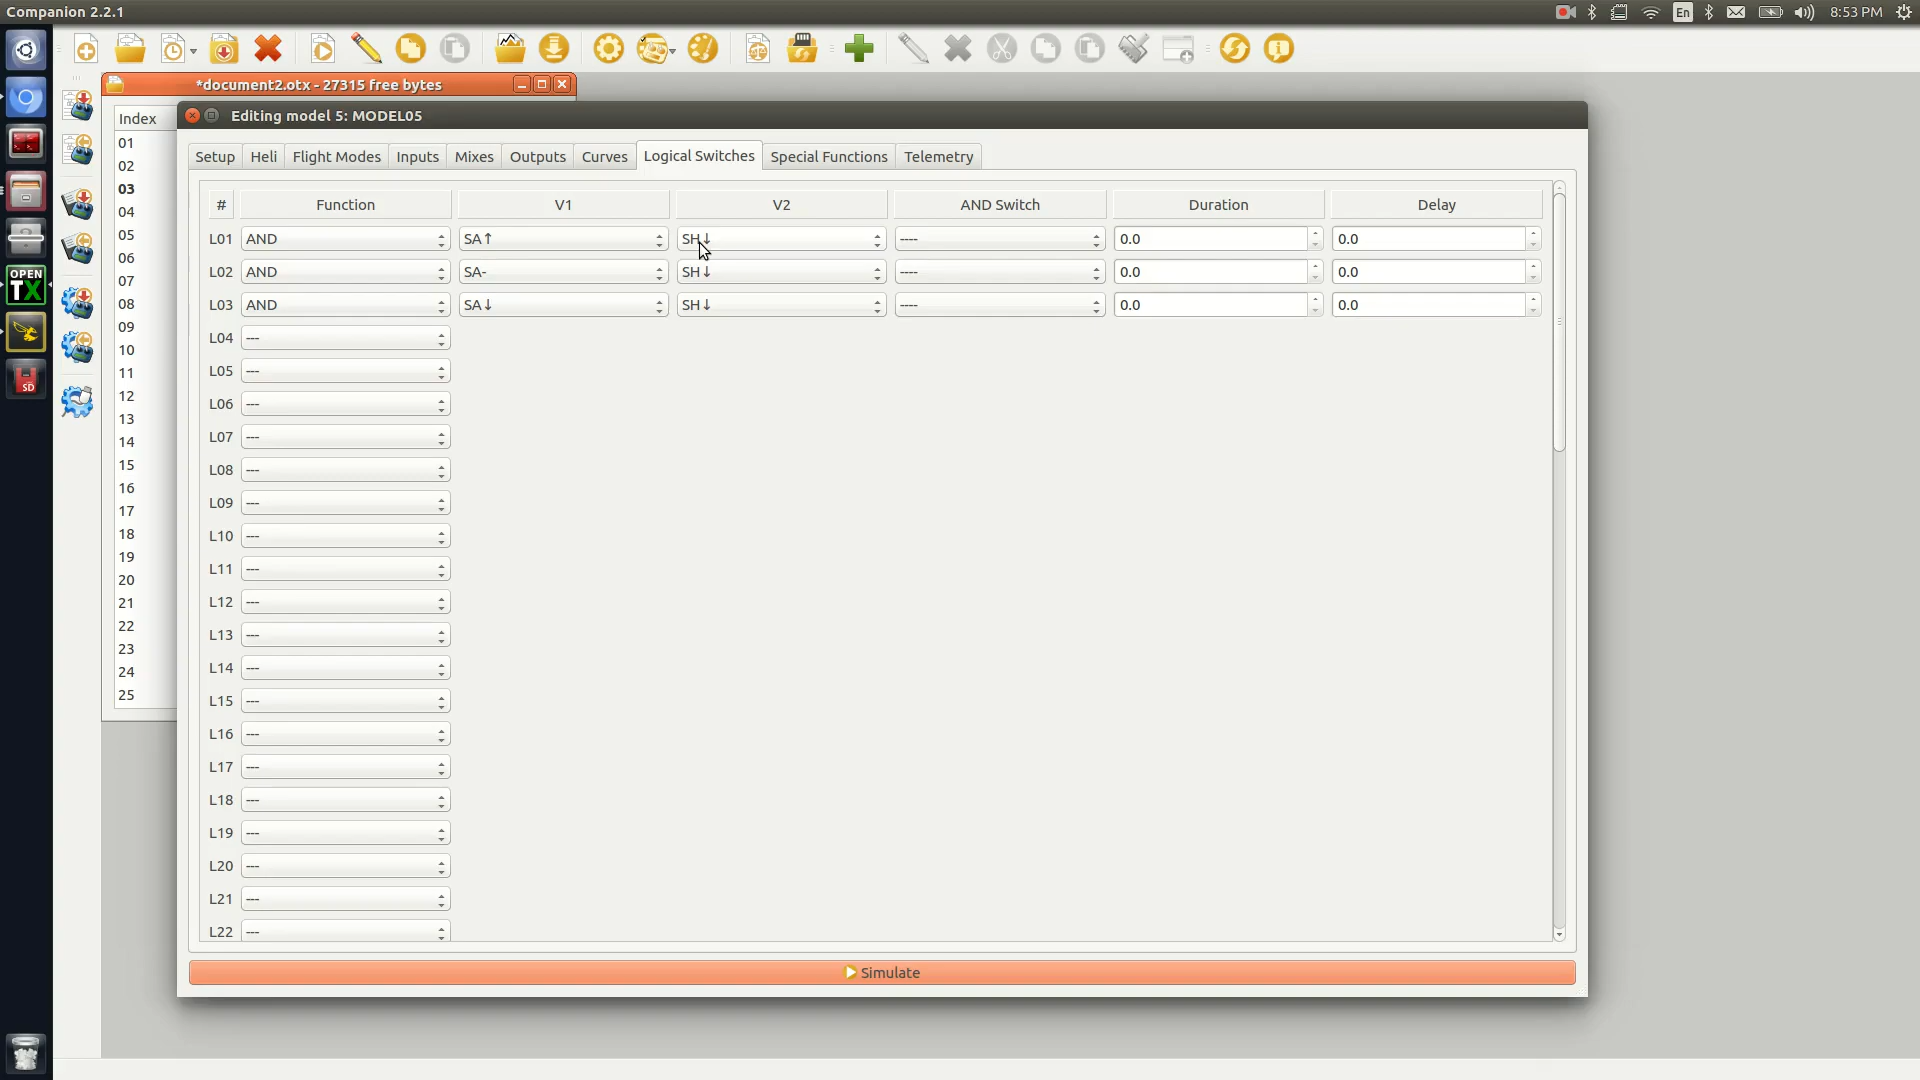 Companion 2.2.1
En
8:53 PM
*document2.otx - 27315 free bytes
Editing model 5: MODEL05
Index
01
02
03
04
05
06
07
08
09
10
11
12
13
14
15
16
17
18
19
20
21
22
23
24
25
OPEN
TX
SD
Setup Heli Flight Modes Inputs Mixes Outputs Curves Logical Switches Special Functions Telemetry
# Function V1 V2 AND Switch Duration Delay
L01 AND SA↑ SH↓ ---- 0.0 0.0
L02 AND SA- SH↓ ---- 0.0 0.0
L03 AND SA↓ SH↓ ---- 0.0 0.0
L04 ---
L05 ---
L06 ---
L07 ---
L08 ---
L09 ---
L10 ---
L11 ---
L12 ---
L13 ---
L14 ---
L15 ---
L16 ---
L17 ---
L18 ---
L19 ---
L20 ---
L21 ---
L22 ---
Simulate